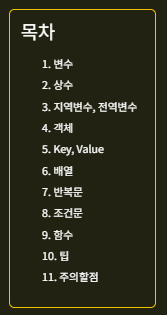 목차
1. 변수
2. 상수
3. 지역변수, 전역변수
4. 객체
5. Key, Value
6. 배열
7. 반복문
8. 조건문
9. 함수
10. 팁
11. 주의할점